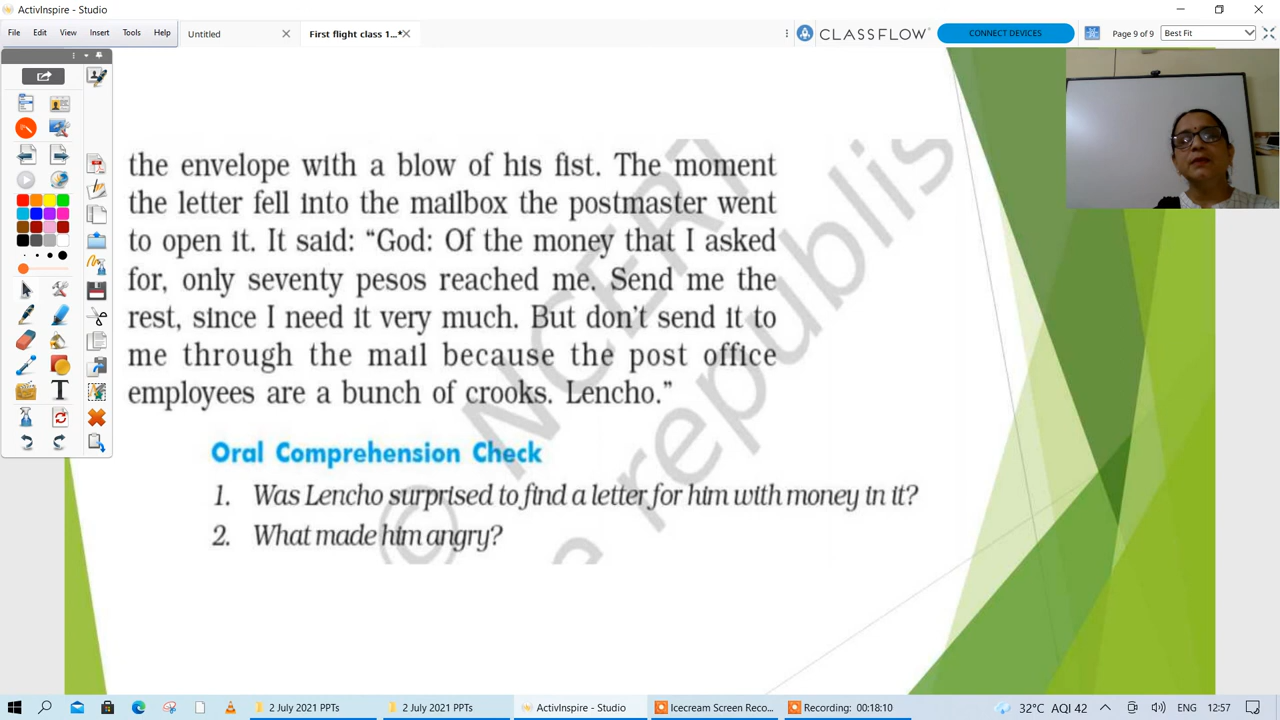 ActivInspire - Studio
File Edit View Insert Tools Help
Untitled
First flight class 1...*
CLASSFLOW
CONNECT DEVICES
Page 9 of 9
Best Fit
the envelope with a blow of his fist. The moment
the letter fell into the mailbox the postmaster went
to open it. It said: “God: Of the money that I asked
for, only seventy pesos reached me. Send me the
rest, since I need it very much. But don’t send it to
me through the mail because the post office
employees are a bunch of crooks. Lencho.”
Oral Comprehension Check
1. Was Lencho surprised to find a letter for him with money in it?
2. What made him angry?
© NCERT
republis
2 July 2021 PPTs
2 July 2021 PPTs
ActivInspire - Studio
Icecream Screen Reco...
Recording: 00:18:10
32°C AQI 42
ENG
12:57